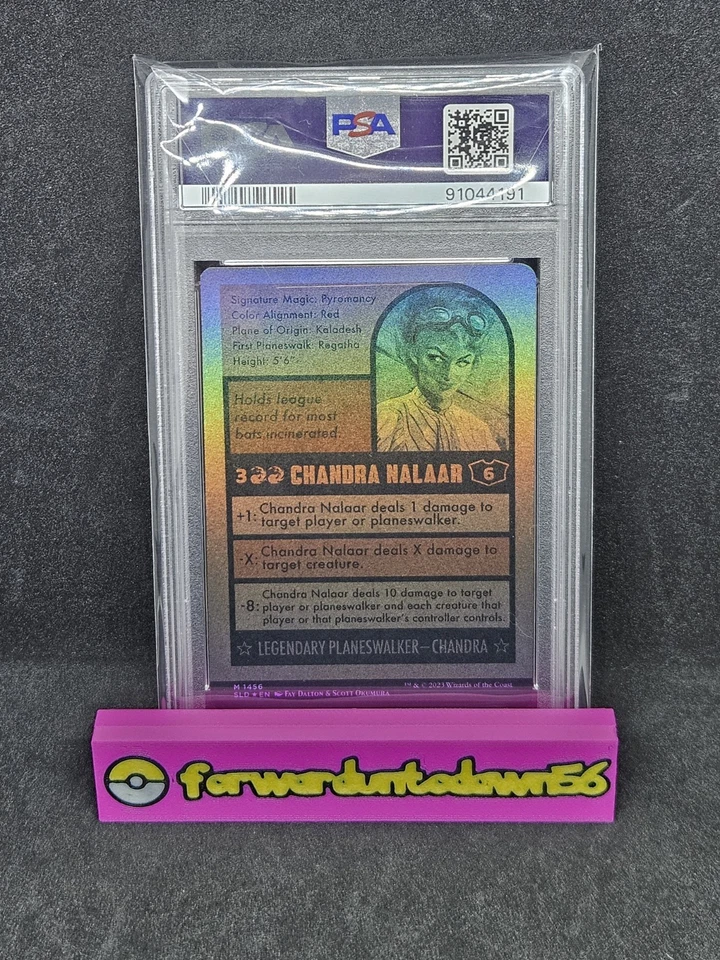 PSA
91044191
Signature Magic: Pyromancy
Color Alignment: Red
Plane of Origin: Kaladesh
First Planeswalk: Regatha
Height: 5'6"
Holds league
record for most
bats incinerated.
3 CHANDRA NALAAR 6
+1: Chandra Nalaar deals 1 damage to
target player or planeswalker.
-X: Chandra Nalaar deals X damage to
target creature.
-8: Chandra Nalaar deals 10 damage to target
player or planeswalker and each creature that
player or that planeswalker's controller controls.
☆ LEGENDARY PLANESWALKER—CHANDRA ☆
M 1456
SLD ★ EN Fay Dalton & Scott Okumura
™ & © 2023 Wizards of the Coast
forwarduntodawn56